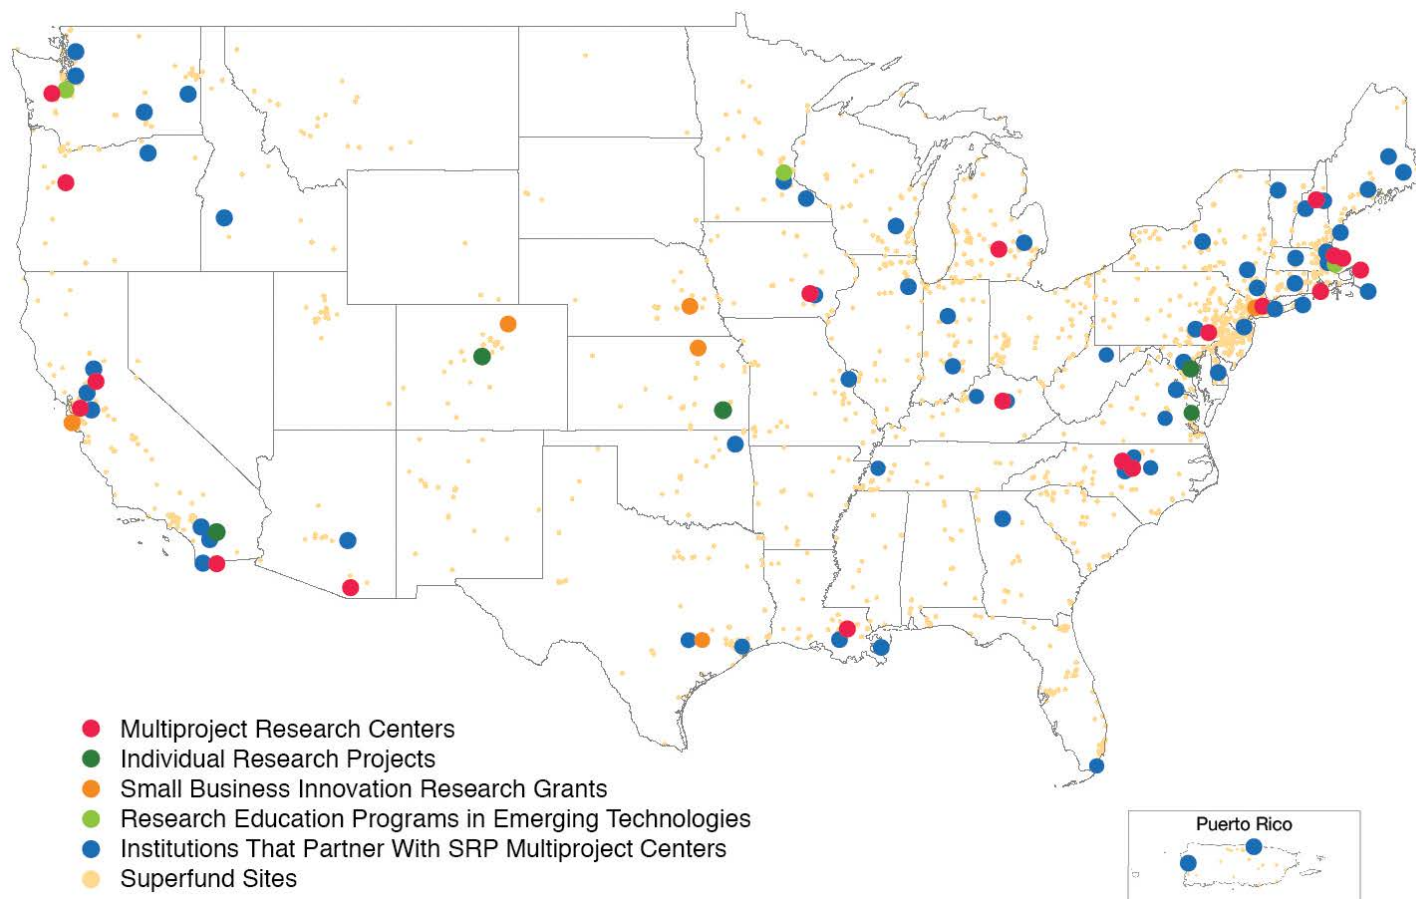 Multiproject Research Centers
Individual Research Projects
Small Business Innovation Research Grants
Research Education Programs in Emerging Technologies
Institutions That Partner With SRP Multiproject Centers
Superfund Sites
Puerto Rico